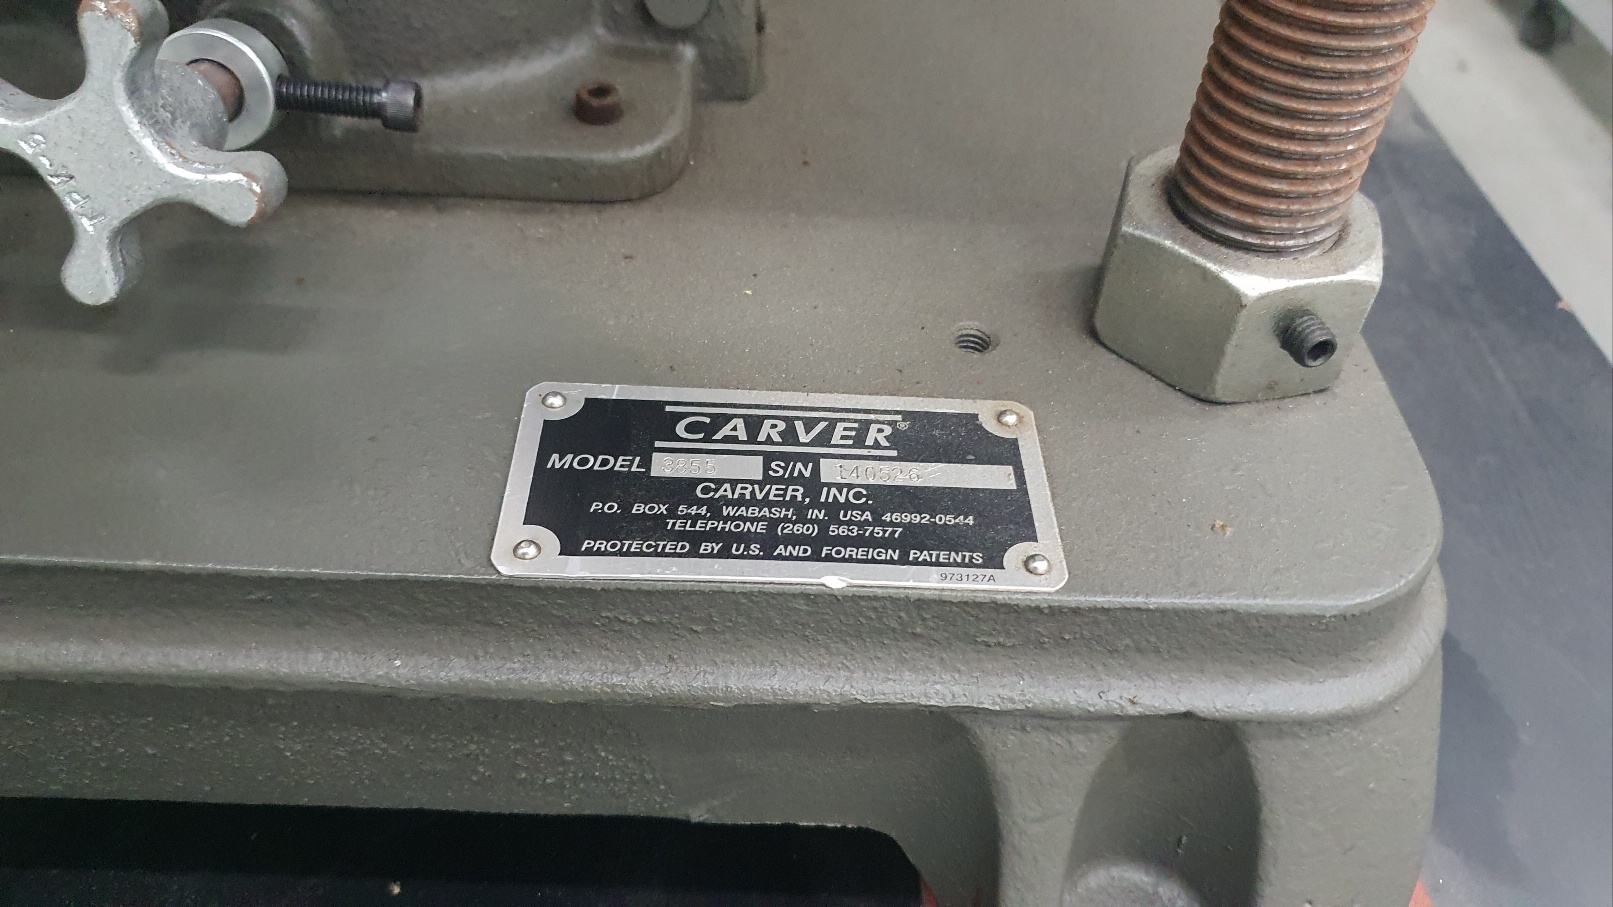 CARVER®
MODEL 3855 S/N 140526
CARVER, INC.
P.O. BOX 544, WABASH, IN. USA 46992-0544
TELEPHONE (260) 563-7577
PROTECTED BY U.S. AND FOREIGN PATENTS
973127A